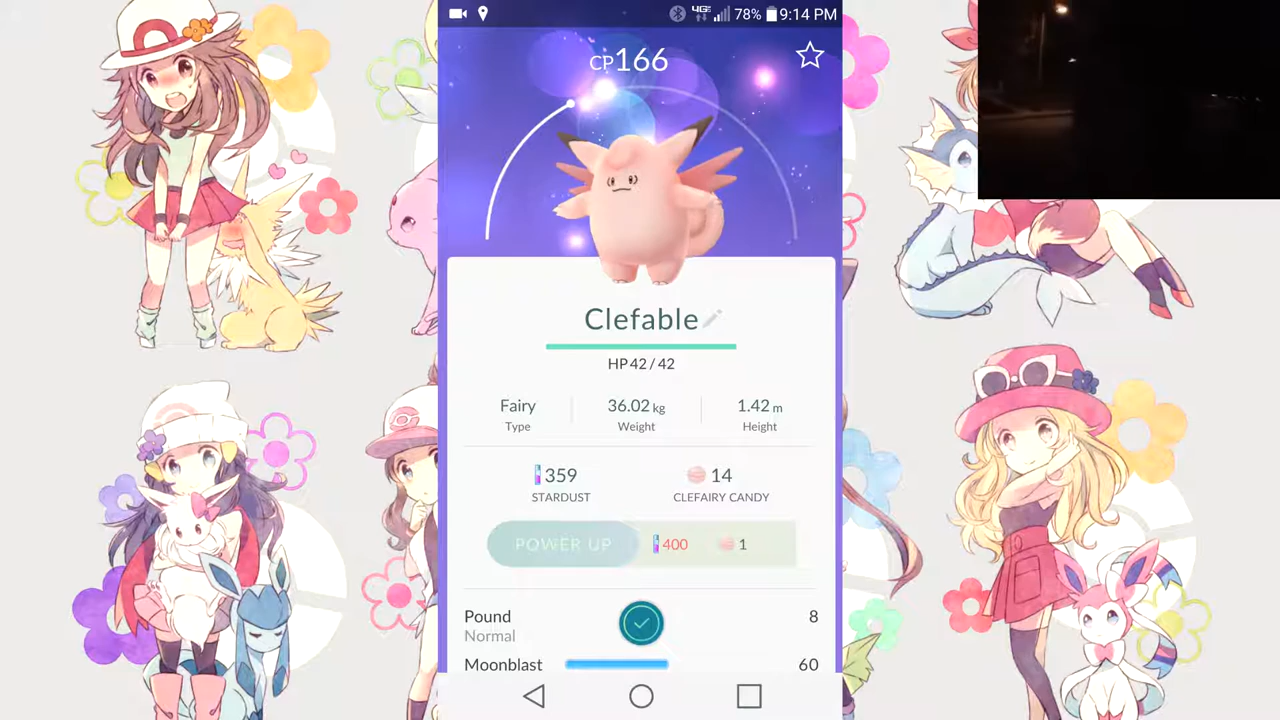 4GE 78% 9:14 PM
CP166
Clefable
HP 42 / 42
Fairy 36.02 kg 1.42 m
Type Weight Height
359 14
STARDUST CLEFAIRY CANDY
POWER UP 400 1
Pound 8
Normal
Moonblast 60